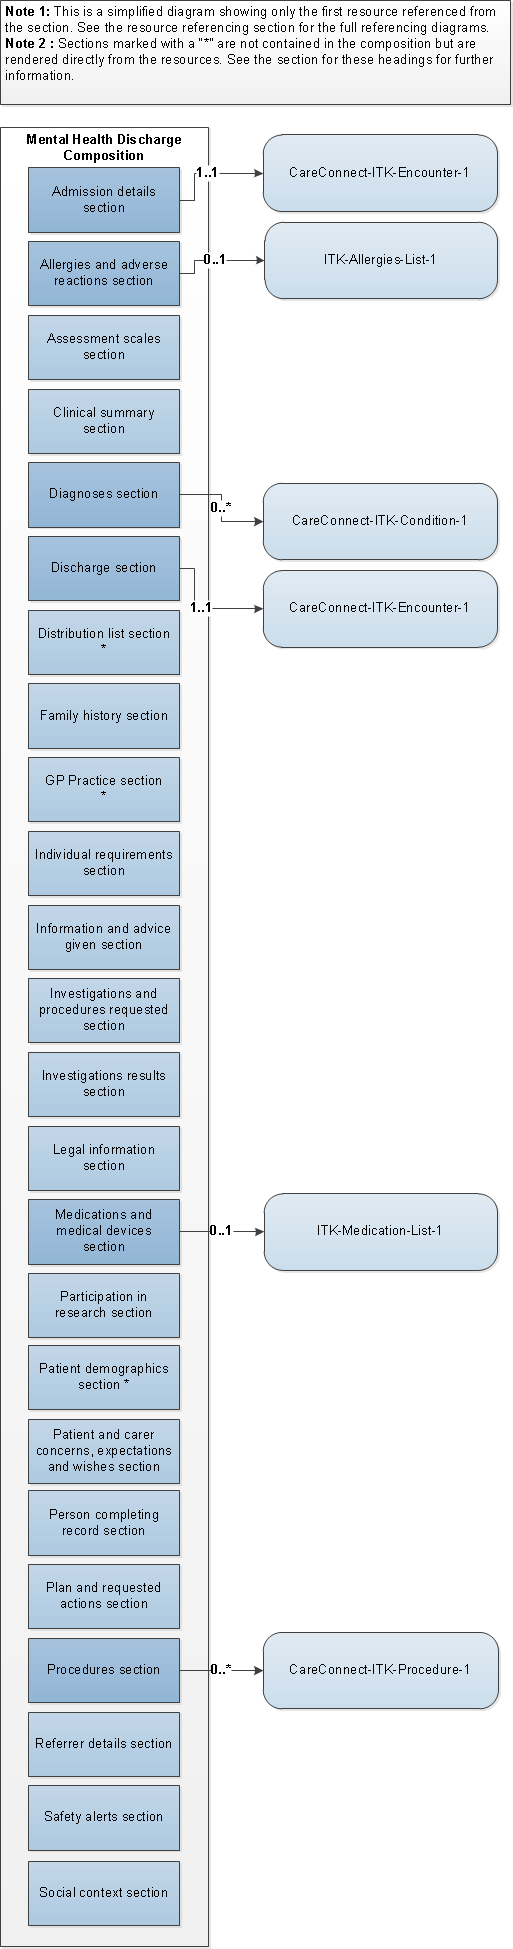 Note 1: This is a simplified diagram showing only the first resource referenced from
the section. See the resource referencing section for the full referencing diagrams.
Note 2 : Sections marked with a "*" are not contained in the composition but are
rendered directly from the resources. See the section for these headings for further
information.
Mental Health Discharge
Composition
Admission details
section
1..1
CareConnect-ITK-Encounter-1
Allergies and adverse
reactions section
0..1
ITK-Allergies-List-1
Assessment scales
section
Clinical summary
section
Diagnoses section
0..*
CareConnect-ITK-Condition-1
Discharge section
1..1
CareConnect-ITK-Encounter-1
Distribution list section
*
Family history section
GP Practice section
*
Individual requirements
section
Information and advice
given section
Investigations and
procedures requested
section
Investigations results
section
Legal information
section
Medications and
medical devices
section
0..1
ITK-Medication-List-1
Participation in
research section
Patient demographics
section *
Patient and carer
concerns, expectations
and wishes section
Person completing
record section
Plan and requested
actions section
Procedures section
0..*
CareConnect-ITK-Procedure-1
Referrer details section
Safety alerts section
Social context section